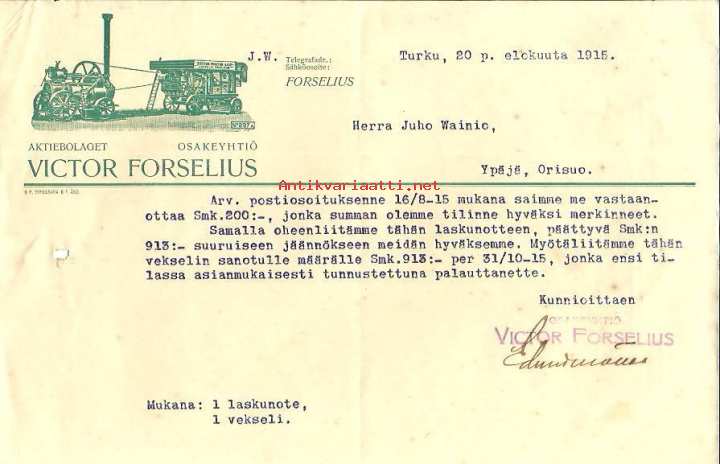 J.W.
Telegrafadr.:
Sähköosoite:
FORSELIUS
Turku, 20 p. elokuuta 1915.
AKTIEBOLAGET OSAKEYHTIÖ
VICTOR FORSELIUS
Herra Juho Wainio,
Ypäjä, Orisuo.
Antikvariaatti.net
Arv. postiosoituksenne 16/8-15 mukana saimme me vastaan-
ottaa Smk.200:-, jonka summan olemme tilinne hyväksi merkinneet.
Samalla oheenliitämme tähän laskunotteen, päättyvä Smk:n
913:- suuruiseen jäännökseen meidän hyväksemme. Myötäliitämme tähän
vekselin sanotulle määrälle Smk.913:- per 31/10-15, jonka ensi ti-
lassa asianmukaisesti tunnustettuna palauttanette.
Kunnioittaen
OSAKEYHTIÖ
VICTOR FORSELIUS
Mukana: 1 laskunote,
1 vekseli.